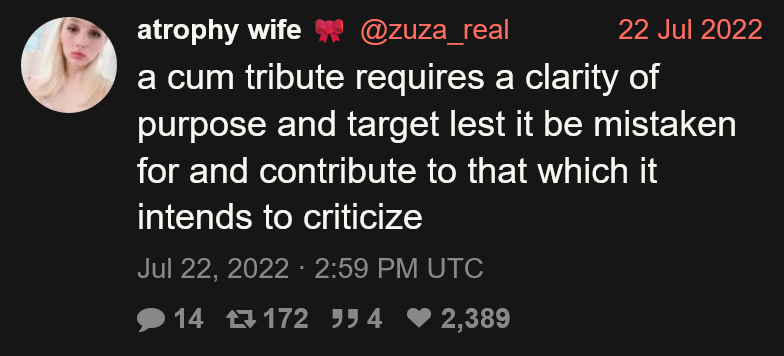 atrophy wife 🎀 @zuza_real 22 Jul 2022
a cum tribute requires a clarity of
purpose and target lest it be mistaken
for and contribute to that which it
intends to criticize
Jul 22, 2022 · 2:59 PM UTC
14 172 4 2,389